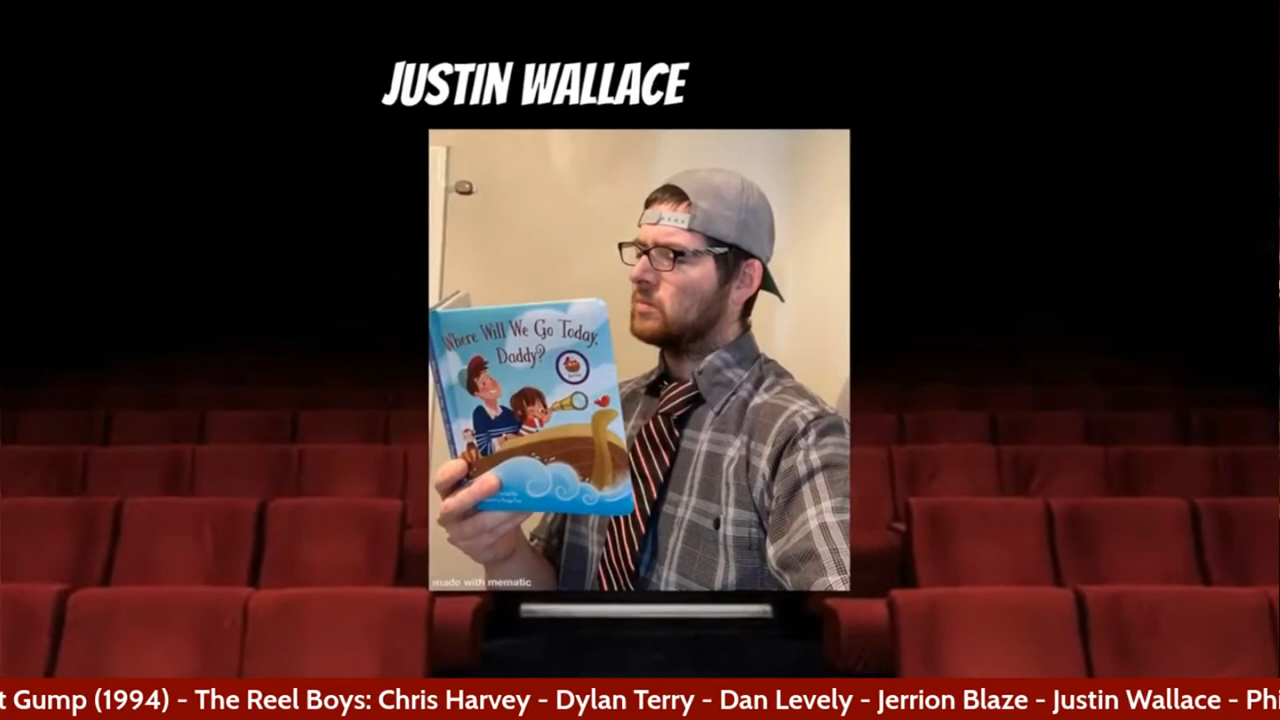 JUSTIN WALLACE
Where Will We Go Today,
Daddy?
made with mematic
t Gump (1994) - The Reel Boys: Chris Harvey - Dylan Terry - Dan Levely - Jerrion Blaze - Justin Wallace - Phi